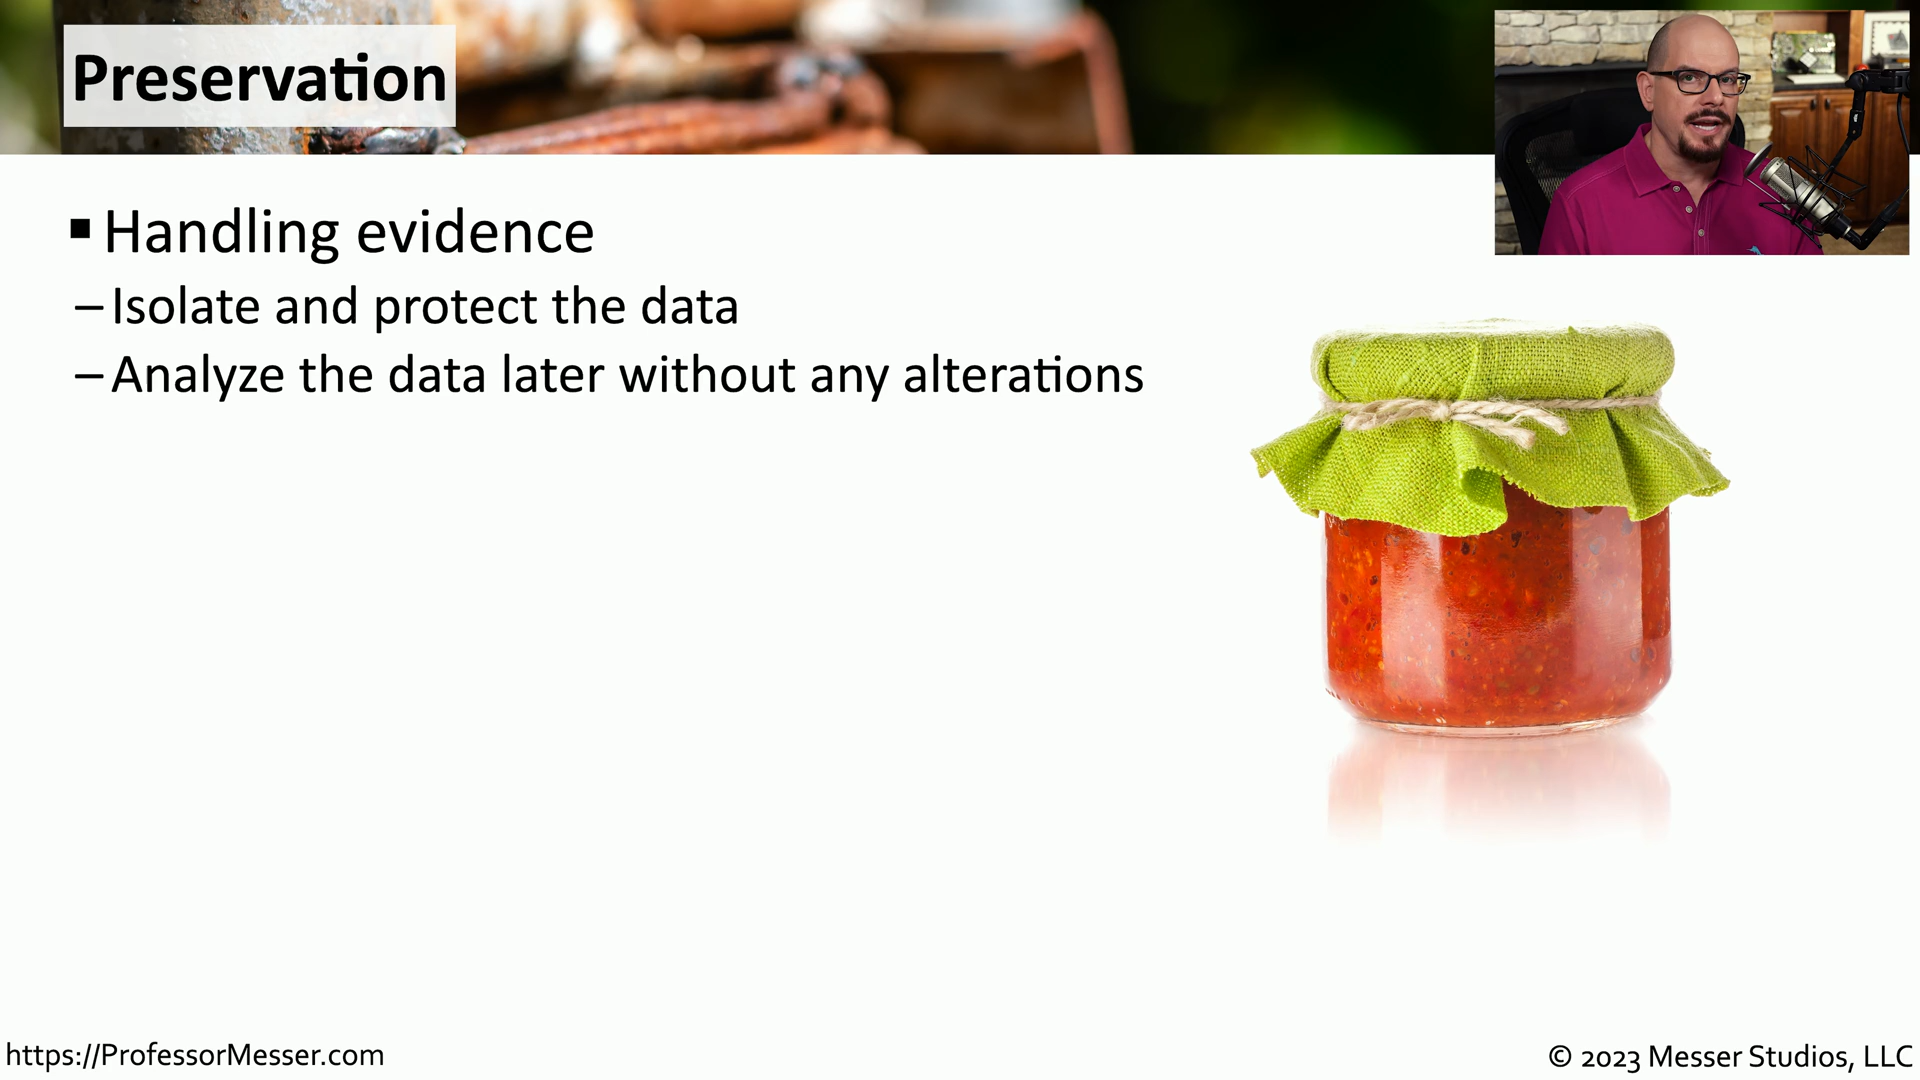 Preservation
▪ Handling evidence
– Isolate and protect the data
– Analyze the data later without any alterations
https://ProfessorMesser.com
© 2023 Messer Studios, LLC